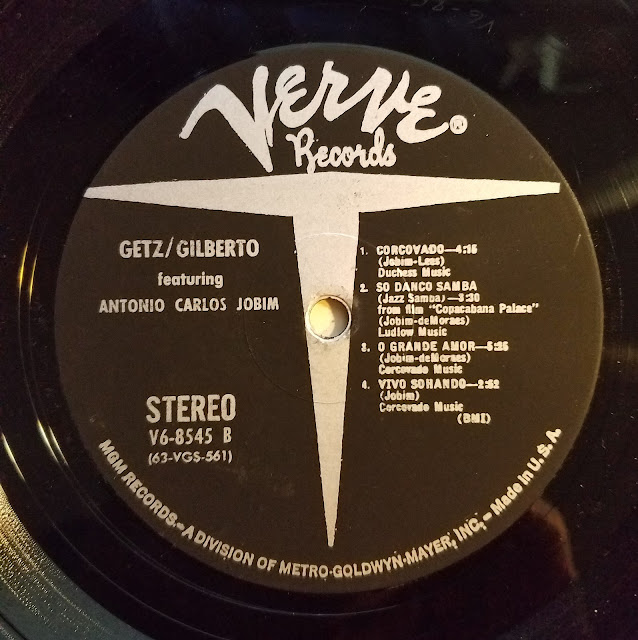 VERVE®
Records
GETZ/GILBERTO
featuring
ANTONIO CARLOS JOBIM
STEREO
V6-8545 B
(63-VGS-561)
1. CORCOVADO—4:15
(Jobim-Lees)
Duchess Music
2. SO DANCO SAMBA
(Jazz Samba)—3:30
from film "Copacabana Palace"
(Jobim-deMoraes)
Ludlow Music
3. O GRANDE AMOR—5:25
(Jobim-deMoraes)
Corcovado Music
4. VIVO SOHANDO—2:52
(Jobim)
Corcovado Music
(BMI)
MGM RECORDS—A DIVISION OF METRO-GOLDWYN-MAYER, INC.—Made in U.S.A.